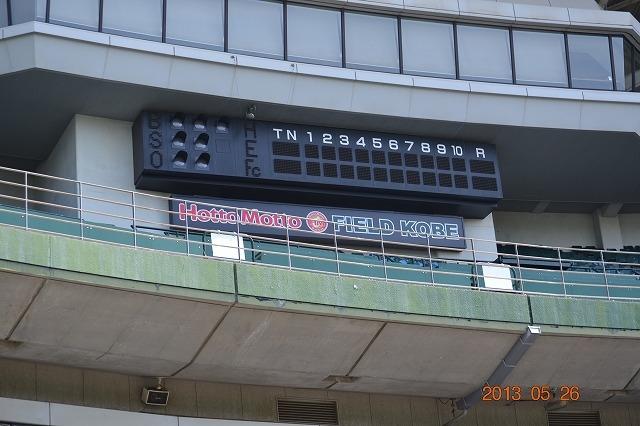 B H TN 1 2 3 4 5 6 7 8 9 10 R
S E
O Fc
Hotto Motto FIELD KOBE
2013 05 26